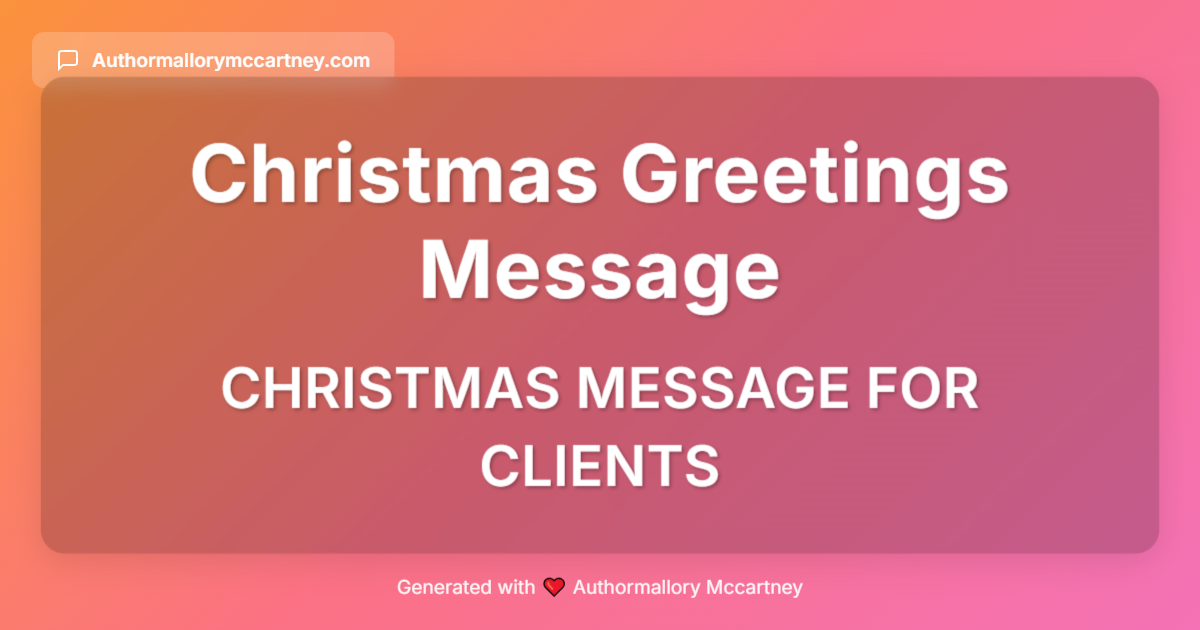 Authormallorymccartney.com
Christmas Greetings
Message
CHRISTMAS MESSAGE FOR
CLIENTS
Generated with ❤️ Authormallory Mccartney